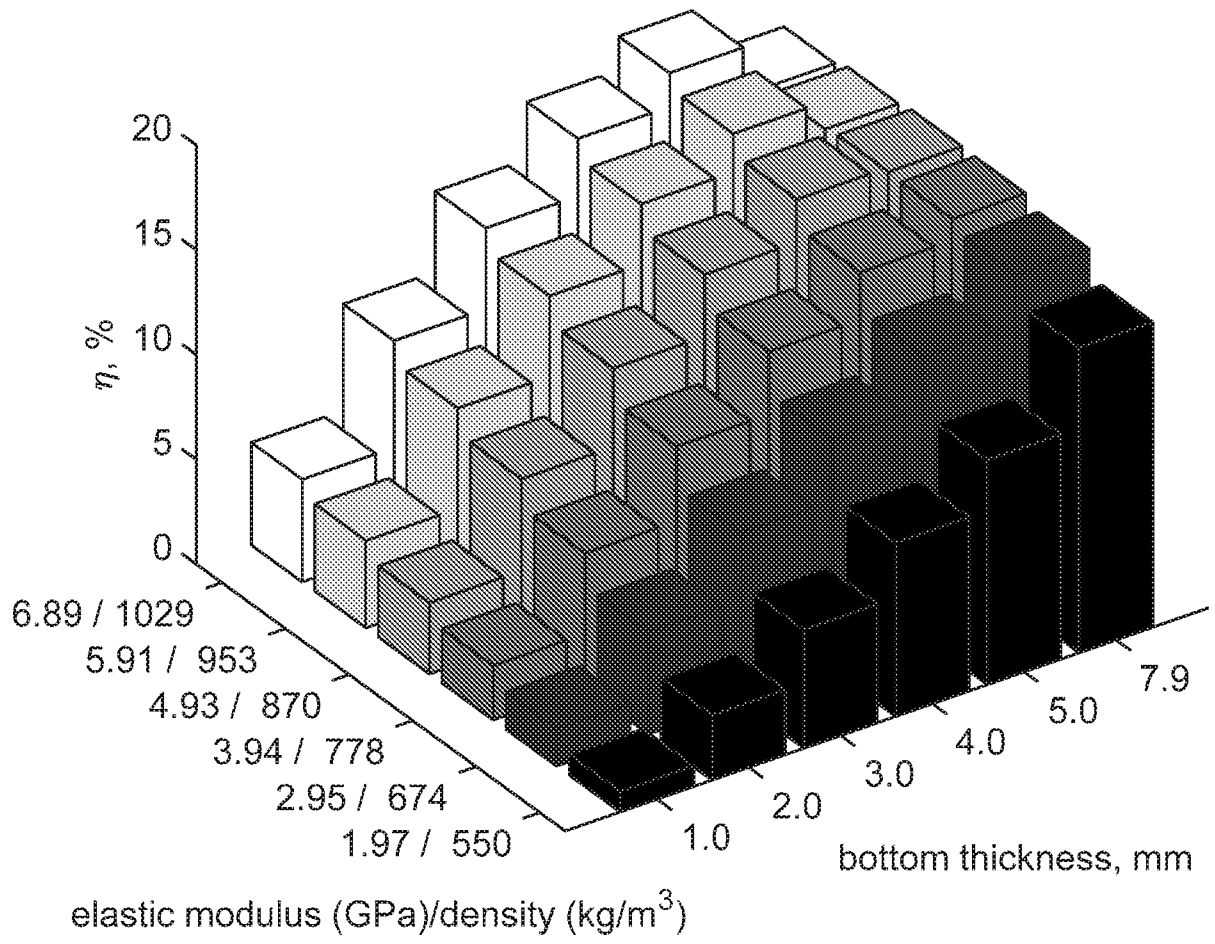 20
15
10
5
0
η, %
6.89 / 1029
5.91 / 953
4.93 / 870
3.94 / 778
2.95 / 674
1.97 / 550
1.0
2.0
3.0
4.0
5.0
7.9
bottom thickness, mm
elastic modulus (GPa)/density (kg/m³)